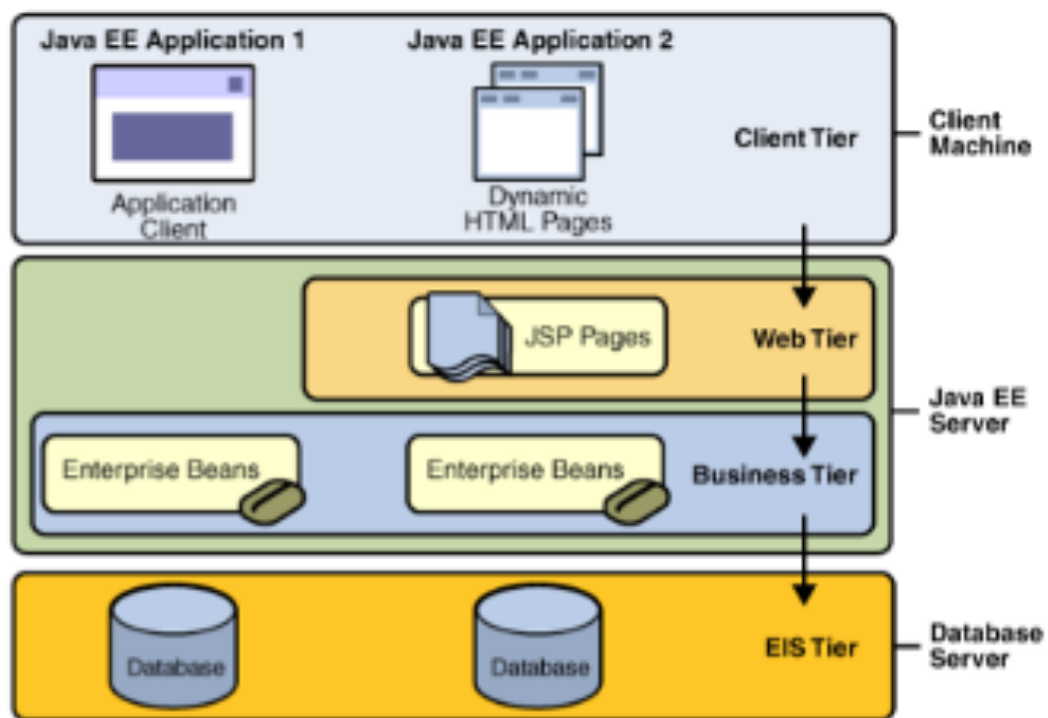 Java EE Application 1
Java EE Application 2
Application
Client
Dynamic
HTML Pages
Client Tier
Client
Machine
JSP Pages
Web Tier
Java EE
Server
Enterprise Beans
Enterprise Beans
Business Tier
Database
Database
EIS Tier
Database
Server